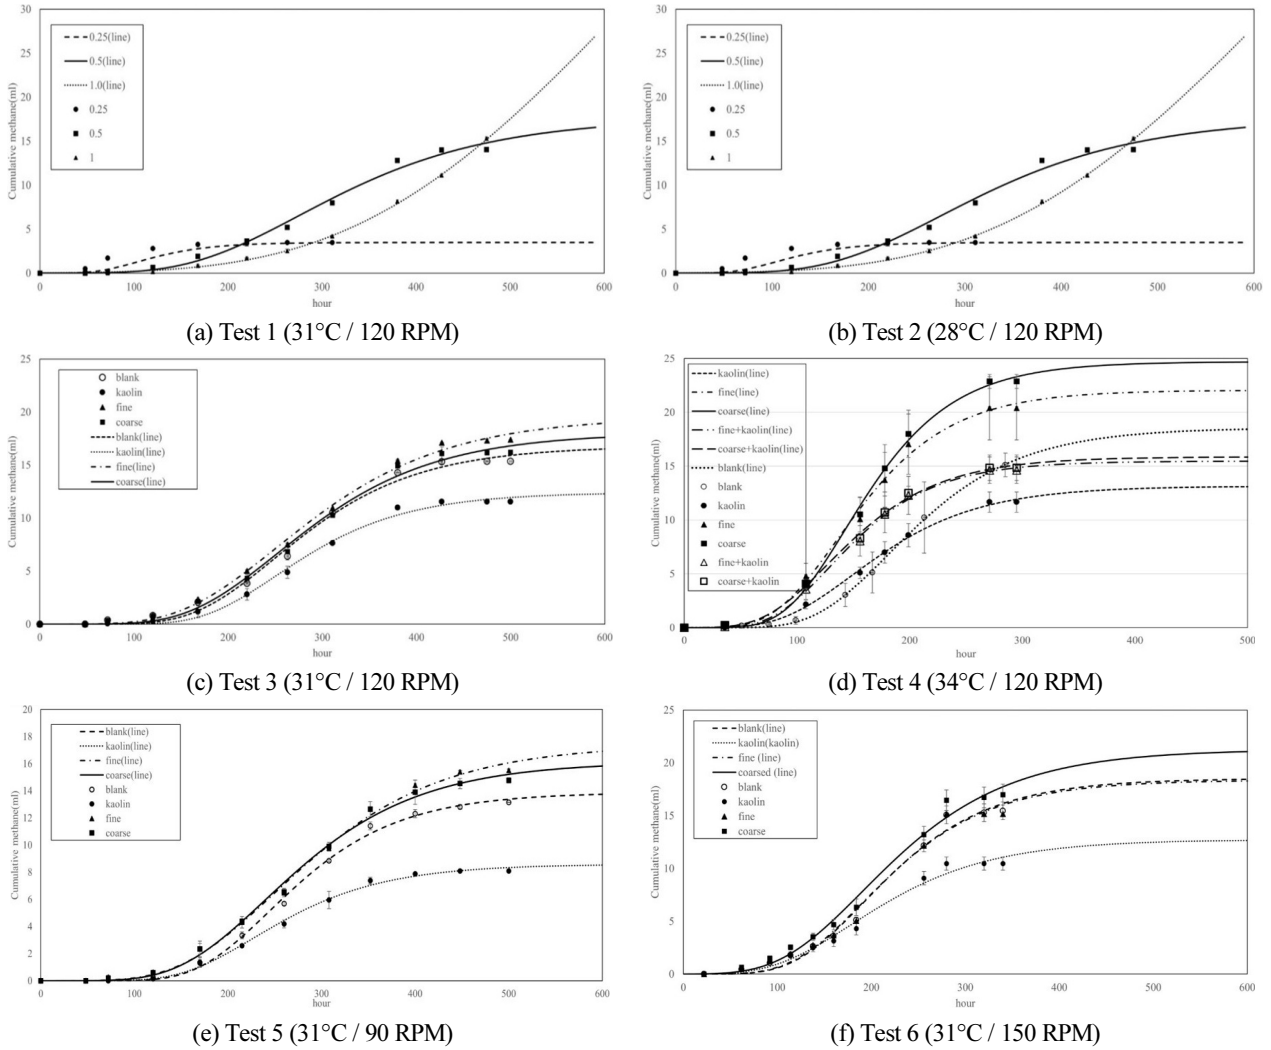 30
25
20
15
10
5
0
Cumulative methane(ml)
0.25(line)
0.5(line)
1.0(line)
0.25
0.5
1
0 100 200 300 400 500 600
hour
(a) Test 1 (31°C / 120 RPM)
30
25
20
15
10
5
0
Cumulative methane(ml)
0.25(line)
0.5(line)
1.0(line)
0.25
0.5
1
0 100 200 300 400 500 600
hour
(b) Test 2 (28°C / 120 RPM)
25
20
15
10
5
0
Cumulative methane(ml)
blank
kaolin
fine
coarse
blank(line)
kaolin(line)
fine(line)
coarse(line)
0 100 200 300 400 500 600
hour
(c) Test 3 (31°C / 120 RPM)
25
20
15
10
5
0
Cumulative methane(ml)
kaolin(line)
fine(line)
coarse(line)
fine+kaolin(line)
coarse+kaolin(line)
blank(line)
blank
kaolin
fine
coarse
fine+kaolin
coarse+kaolin
0 100 200 300 400 500
hour
(d) Test 4 (34°C / 120 RPM)
20
18
16
14
12
10
8
6
4
2
0
Cumulative methane(ml)
blank(line)
kaolin(line)
fine(line)
coarse(line)
blank
kaolin
fine
coarse
0 100 200 300 400 500 600
hour
(e) Test 5 (31°C / 90 RPM)
25
20
15
10
5
0
Cumulative methane(ml)
blank(line)
kaolin(kaolin)
fine (line)
coarsed (line)
blank
kaolin
fine
coarse
0 100 200 300 400 500 600
hour
(f) Test 6 (31°C / 150 RPM)